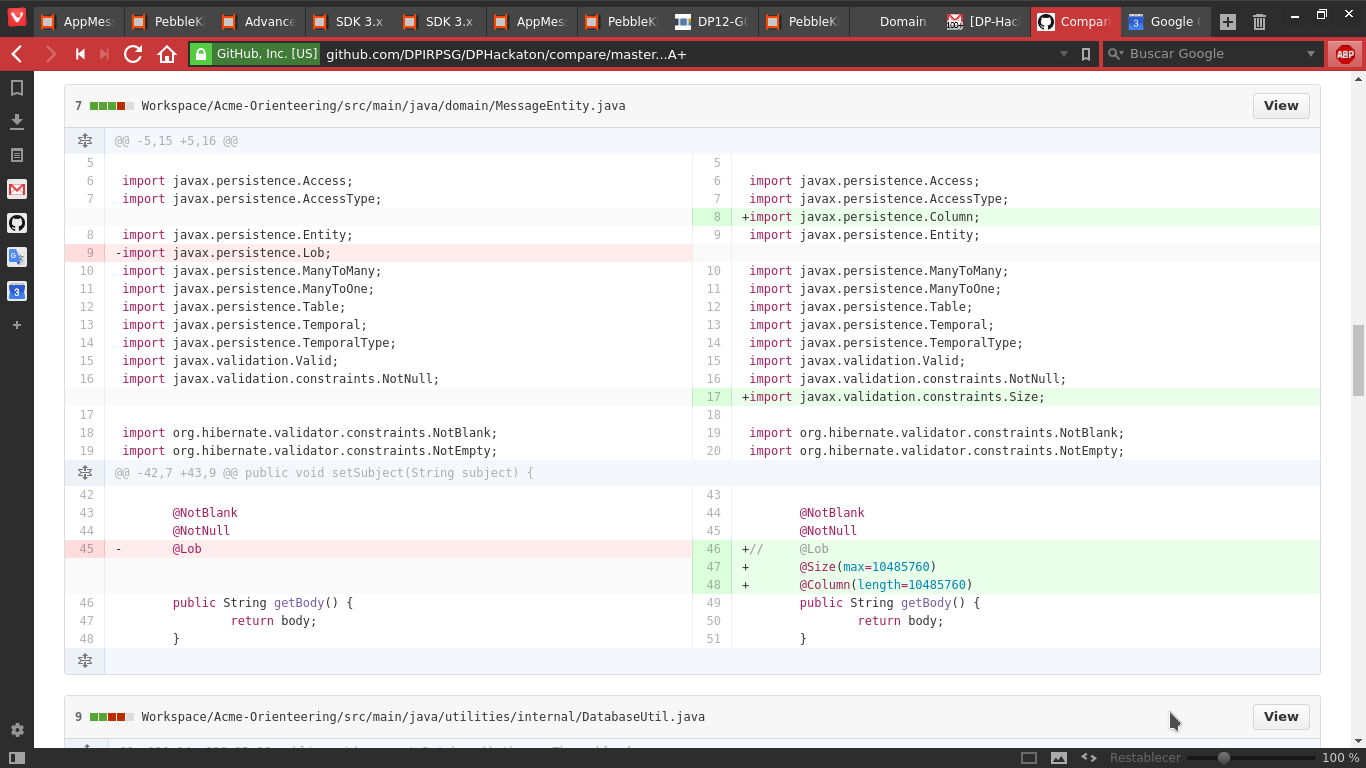 AppMes
PebbleK
Advance
SDK 3.x
SDK 3.x
AppMes
PebbleK
DP12-G
PebbleK
Domain
[DP-Hac
Compar
Google
GitHub, Inc. [US]
github.com/DPIRPSG/DPHackaton/compare/master...A+
Buscar Google
ABP
7 Workspace/Acme-Orienteering/src/main/java/domain/MessageEntity.java
View
@@ -5,15 +5,16 @@
5 5
6 import javax.persistence.Access; 6 import javax.persistence.Access;
7 import javax.persistence.AccessType; 7 import javax.persistence.AccessType;
8 +import javax.persistence.Column;
8 import javax.persistence.Entity; 9 import javax.persistence.Entity;
9 -import javax.persistence.Lob;
10 import javax.persistence.ManyToMany; 10 import javax.persistence.ManyToMany;
11 import javax.persistence.ManyToOne; 11 import javax.persistence.ManyToOne;
12 import javax.persistence.Table; 12 import javax.persistence.Table;
13 import javax.persistence.Temporal; 13 import javax.persistence.Temporal;
14 import javax.persistence.TemporalType; 14 import javax.persistence.TemporalType;
15 import javax.validation.Valid; 15 import javax.validation.Valid;
16 import javax.validation.constraints.NotNull; 16 import javax.validation.constraints.NotNull;
17 +import javax.validation.constraints.Size;
17 18
18 import org.hibernate.validator.constraints.NotBlank; 19 import org.hibernate.validator.constraints.NotBlank;
19 import org.hibernate.validator.constraints.NotEmpty; 20 import org.hibernate.validator.constraints.NotEmpty;
@@ -42,7 +43,9 @@ public void setSubject(String subject) {
42 43
43 @NotBlank 44 @NotBlank
44 @NotNull 45 @NotNull
45 - @Lob 46 +// @Lob
47 + @Size(max=10485760)
48 + @Column(length=10485760)
46 public String getBody() { 49 public String getBody() {
47 return body; 50 return body;
48 } 51 }
9 Workspace/Acme-Orienteering/src/main/java/utilities/internal/DatabaseUtil.java
View
Restablecer
100 %